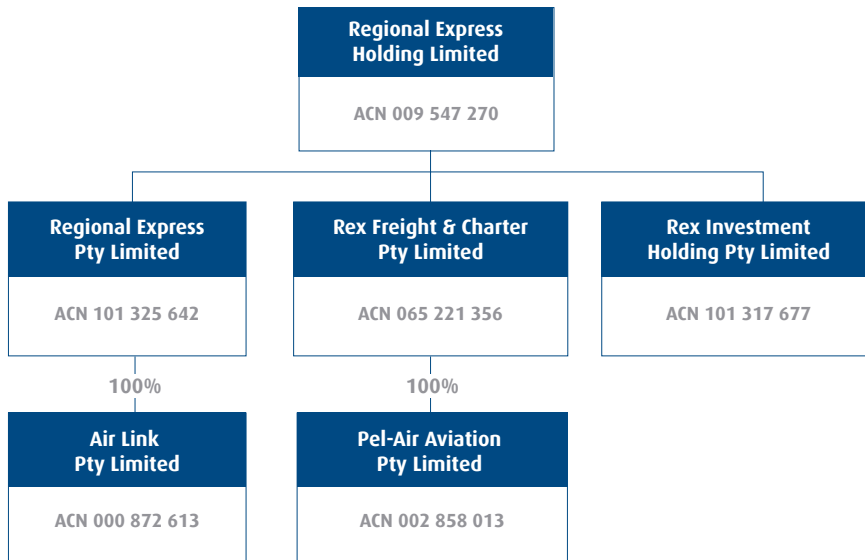 Regional Express
Holding Limited
ACN 009 547 270
Regional Express
Pty Limited
ACN 101 325 642
Rex Freight & Charter
Pty Limited
ACN 065 221 356
Rex Investment
Holding Pty Limited
ACN 101 317 677
100%
100%
Air Link
Pty Limited
ACN 000 872 613
Pel-Air Aviation
Pty Limited
ACN 002 858 013